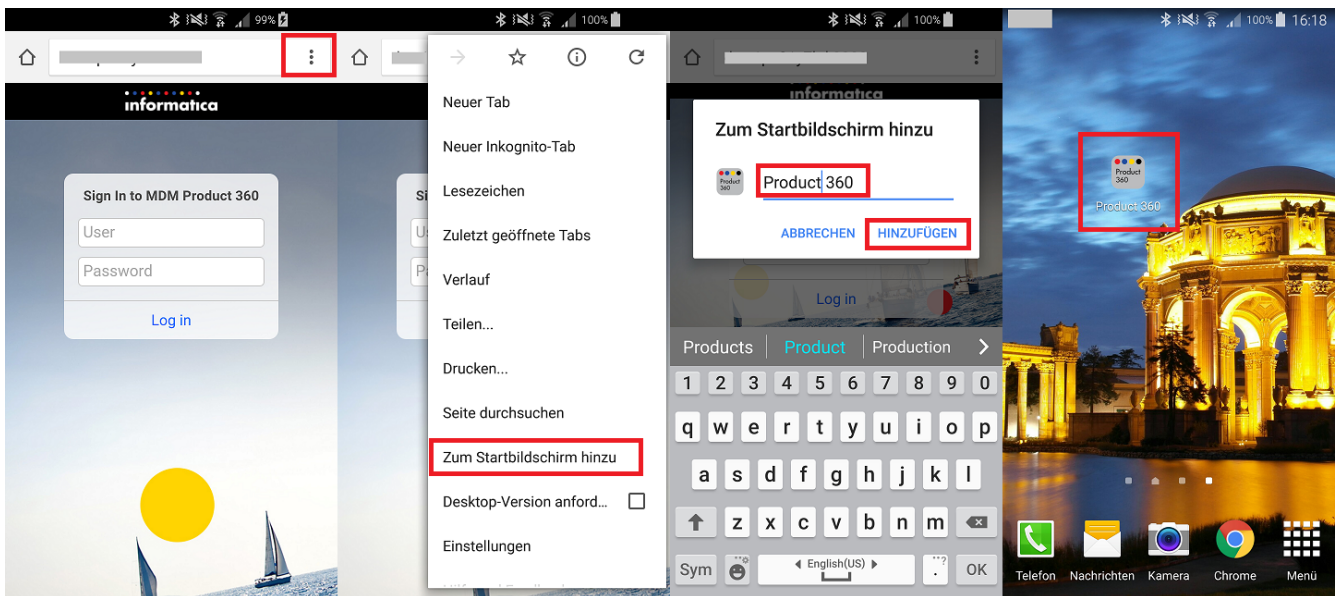 99%
informatica
Sign In to MDM Product 360
User
Password
Log in
100%
Neuer Tab
Neuer Inkognito-Tab
Lesezeichen
Zuletzt geöffnete Tabs
Verlauf
Teilen...
Drucken...
Seite durchsuchen
Zum Startbildschirm hinzu
Desktop-Version anford...
Einstellungen
100%
informatica
Zum Startbildschirm hinzu
Product 360
Product 360
ABBRECHEN HINZUFÜGEN
Log in
Products Product Production
1 2 3 4 5 6 7 8 9 0
q w e r t y u i o p
a s d f g h j k l
z x c v b n m
Sym English(US) . ? OK
100% 16:18
Product 360
Product 360
Telefon Nachrichten Kamera Chrome Menü